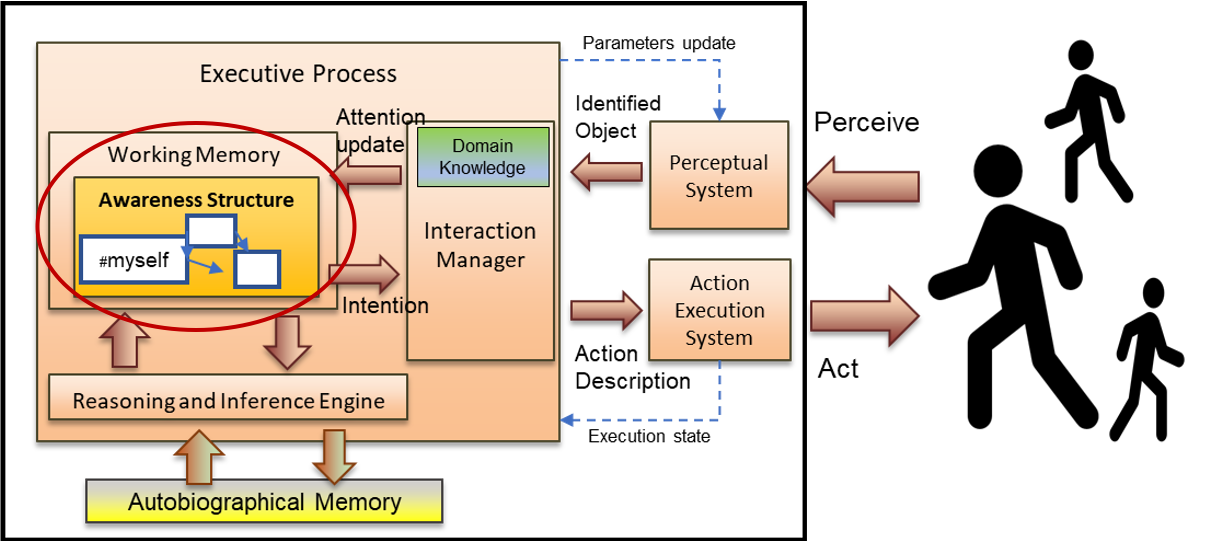 Parameters update
Executive Process
Identified
Object
Attention
update
Perceive
Domain
Knowledge
Working Memory
Perceptual
System
Awareness Structure
#myself
Interaction
Manager
Intention
Action
Execution
System
Action
Description
Act
Reasoning and Inference Engine
Execution state
Autobiographical Memory